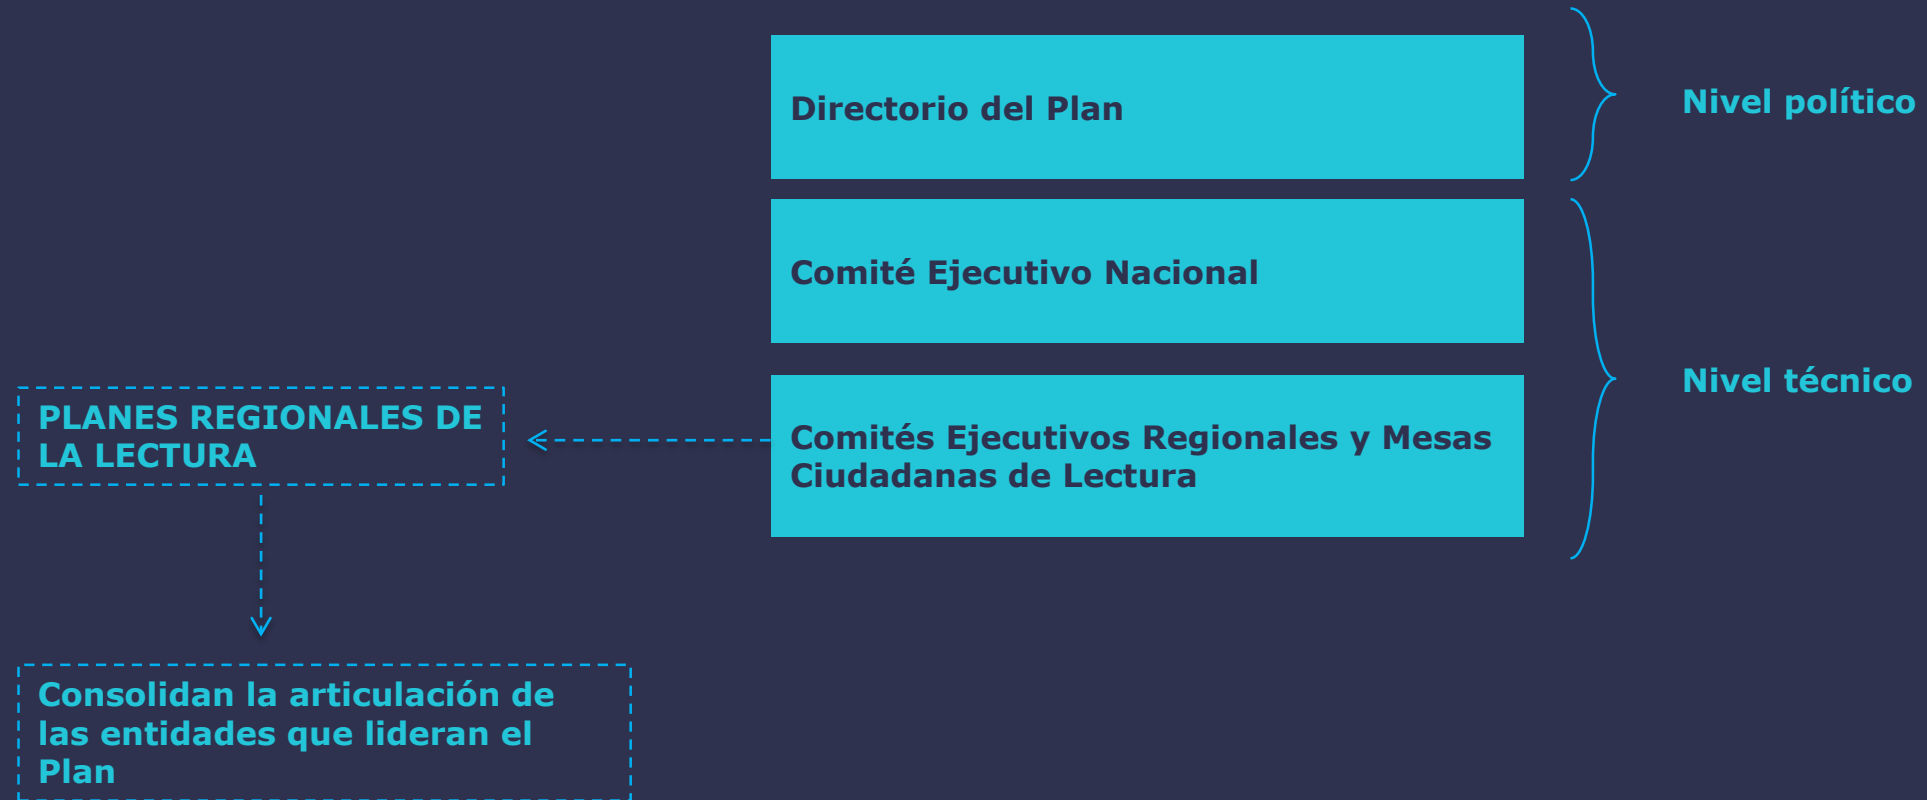 Directorio del Plan
Nivel político
Comité Ejecutivo Nacional
Nivel técnico
Comités Ejecutivos Regionales y Mesas
Ciudadanas de Lectura
PLANES REGIONALES DE
LA LECTURA
Consolidan la articulación de
las entidades que lideran el
Plan